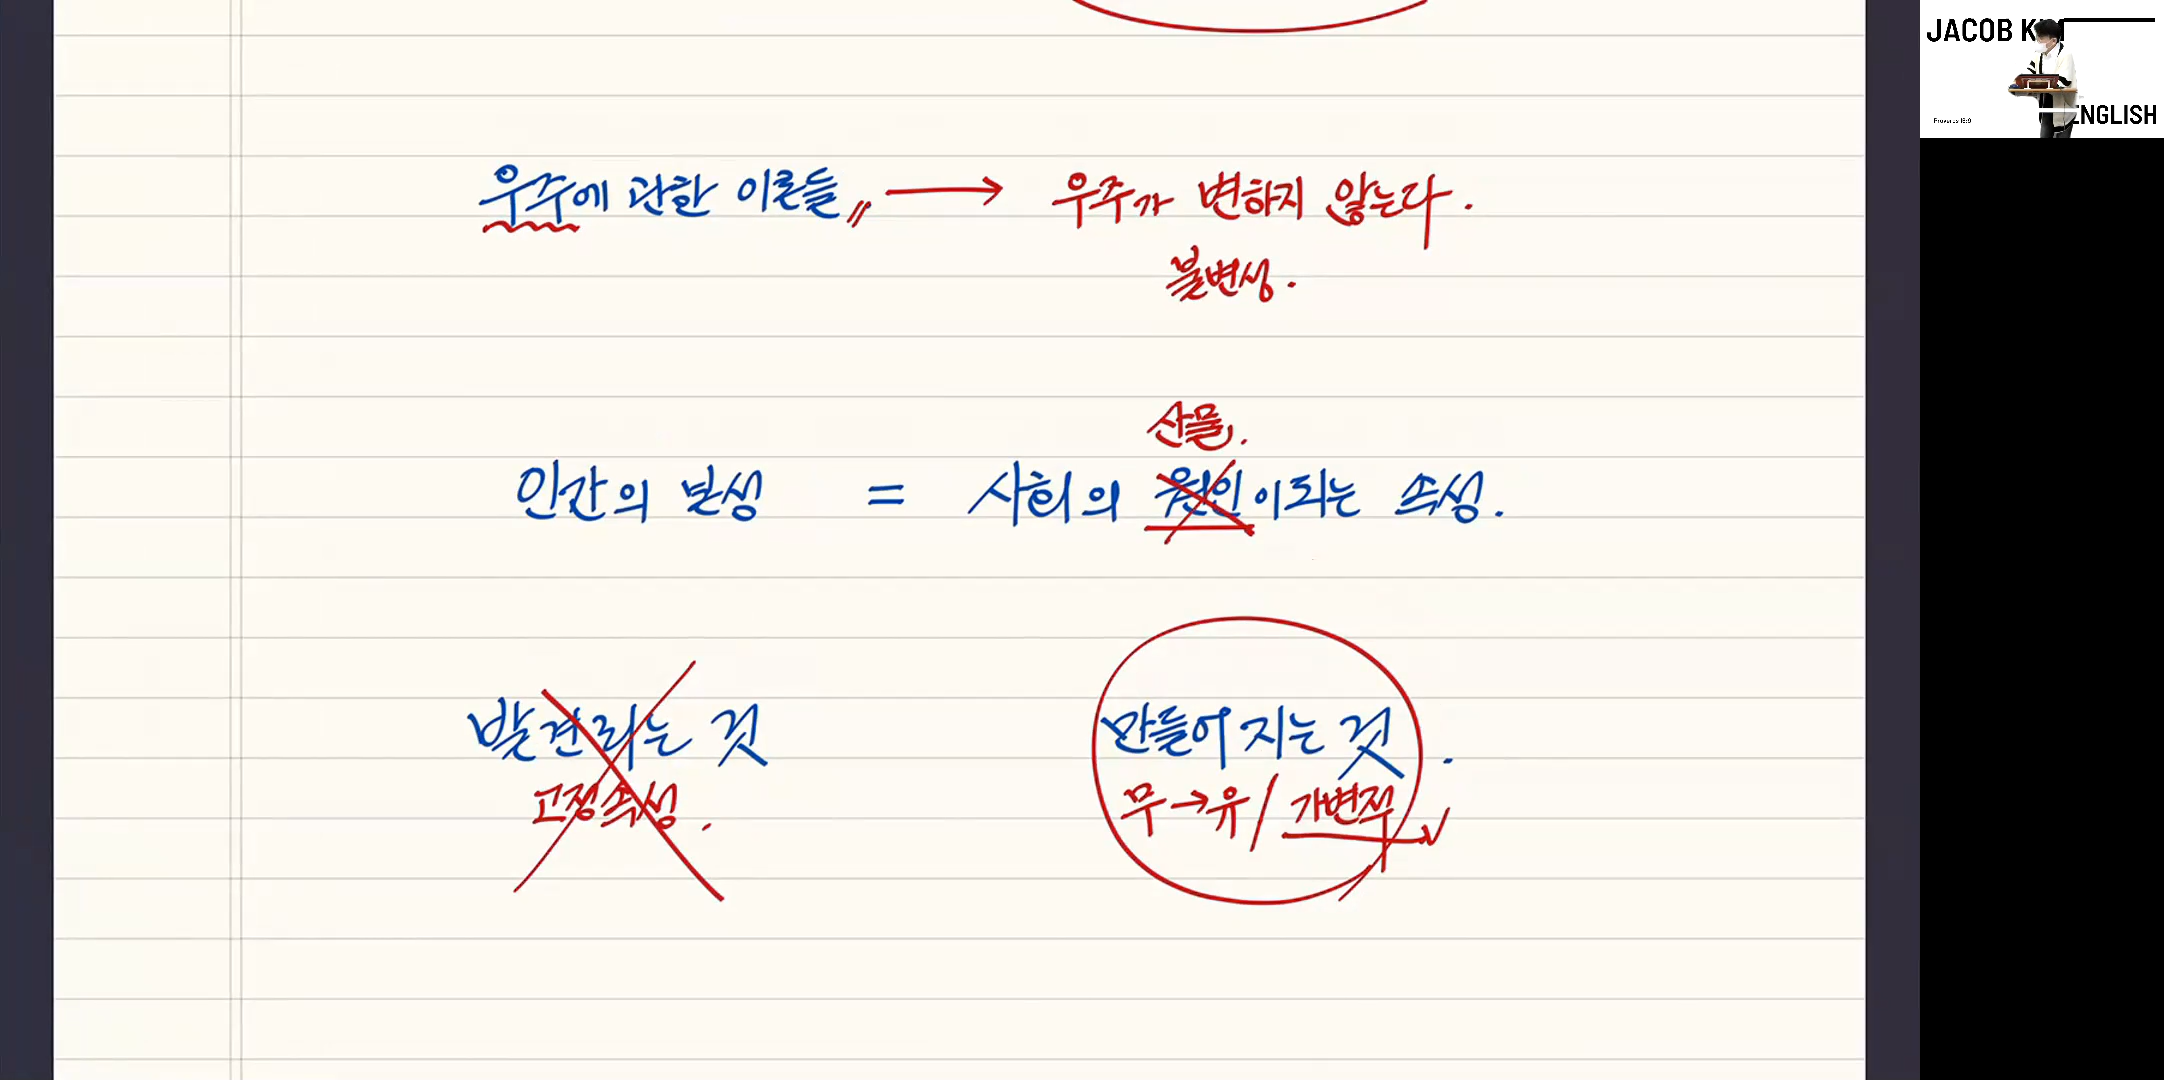 우주에 관한 이론들 → 우주가 변하지 않는다.
불변성.
산물.
인간의 본성 = 사회의 원인이되는 속성.
발견되는 것 만들어 지는 것.
고정속성. 무→유 / 가변적
JACOB KIM
ENGLISH